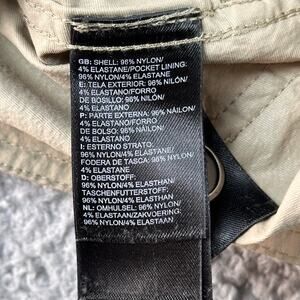 GB: SHELL: 96% NYLON/
4% ELASTANE/POCKET LINING:
96% NYLON/4% ELASTANE
E: TELA EXTERIOR: 96% NILÓN/
4% ELASTANO/FORRO
DE BOLSILLO: 96% NILÓN/
4% ELASTANO
P: PARTE EXTERNA: 96% NÁILON/
4% ELASTANO/FORRO
DE BOLSO: 96% NÁILON/
4% ELASTANO
I: ESTERNO STRATO:
96% NYLON/4% ELASTANE/
FODERA DE TASCA: 96% NYLON/
4% ELASTANE
D: OBERSTOFF:
96% NYLON/4% ELASTHAN/
TASCHENFUTTERSTOFF:
96% NYLON/4% ELASTHAN
NL: OMHULSEL: 96% NYLON/
4% ELASTAAN/ZAKVOERING:
96% NYLON/4% ELASTAAN